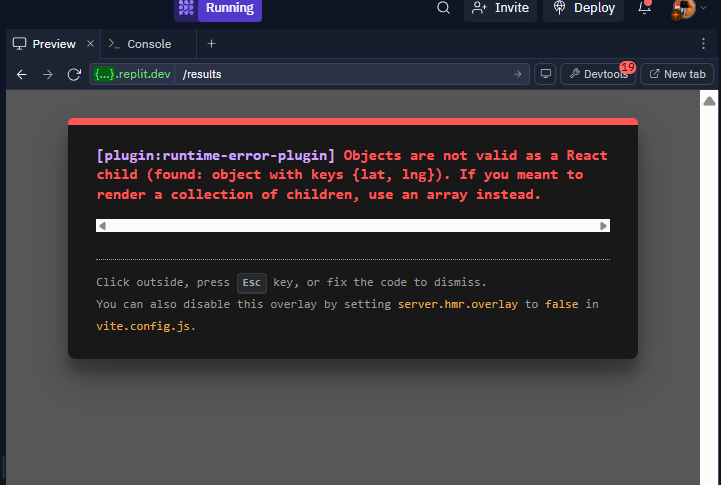 Running
Invite
Deploy
Preview
Console
{...}.replit.dev /results
Devtools
19
New tab
[plugin:runtime-error-plugin] Objects are not valid as a React
child (found: object with keys {lat, lng}). If you meant to
render a collection of children, use an array instead.
Click outside, press Esc key, or fix the code to dismiss.
You can also disable this overlay by setting server.hmr.overlay to false in
vite.config.js.